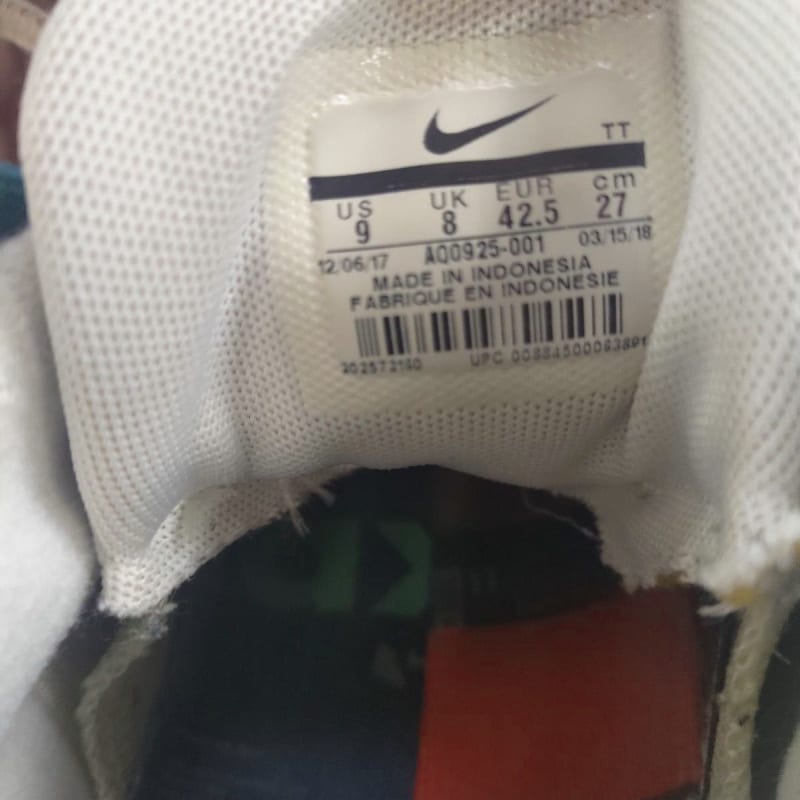 TT
US UK EUR cm
9 8 42.5 27
12/06/17 AQ0925-001 03/15/18
MADE IN INDONESIA
FABRIQUE EN INDONESIE
UPC